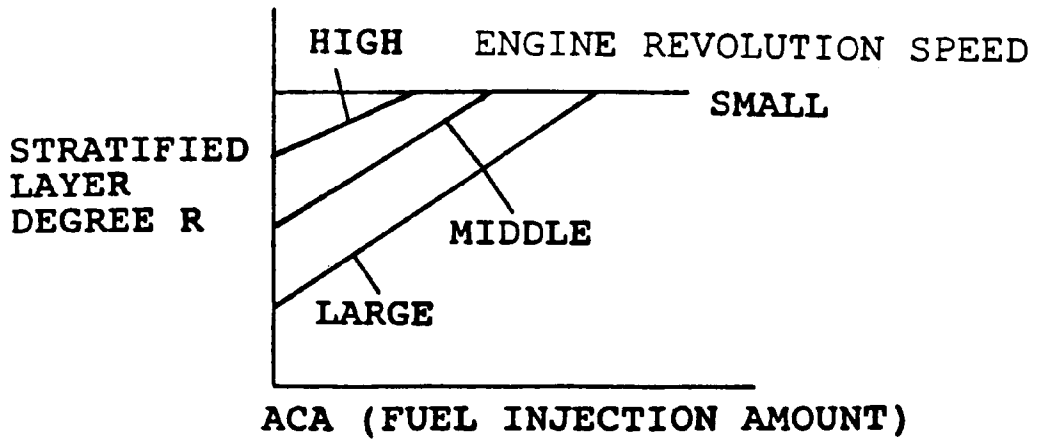 HIGH ENGINE REVOLUTION SPEED
SMALL
STRATIFIED
LAYER
DEGREE R
MIDDLE
LARGE
ACA (FUEL INJECTION AMOUNT)